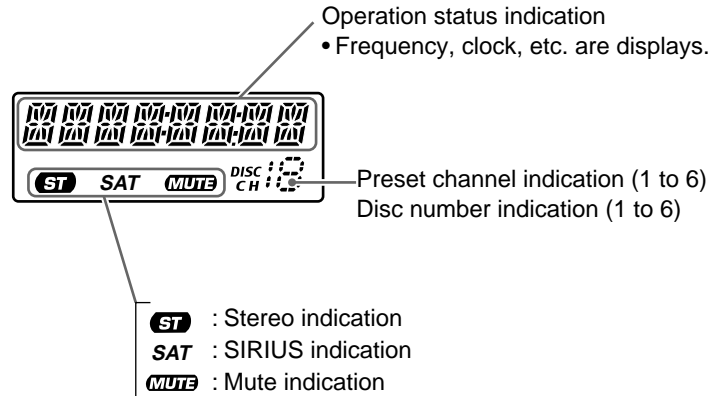 Operation status indication
• Frequency, clock, etc. are displays.
ST SAT MUTE DISC CH 18
Preset channel indication (1 to 6)
Disc number indication (1 to 6)
ST : Stereo indication
SAT : SIRIUS indication
MUTE : Mute indication